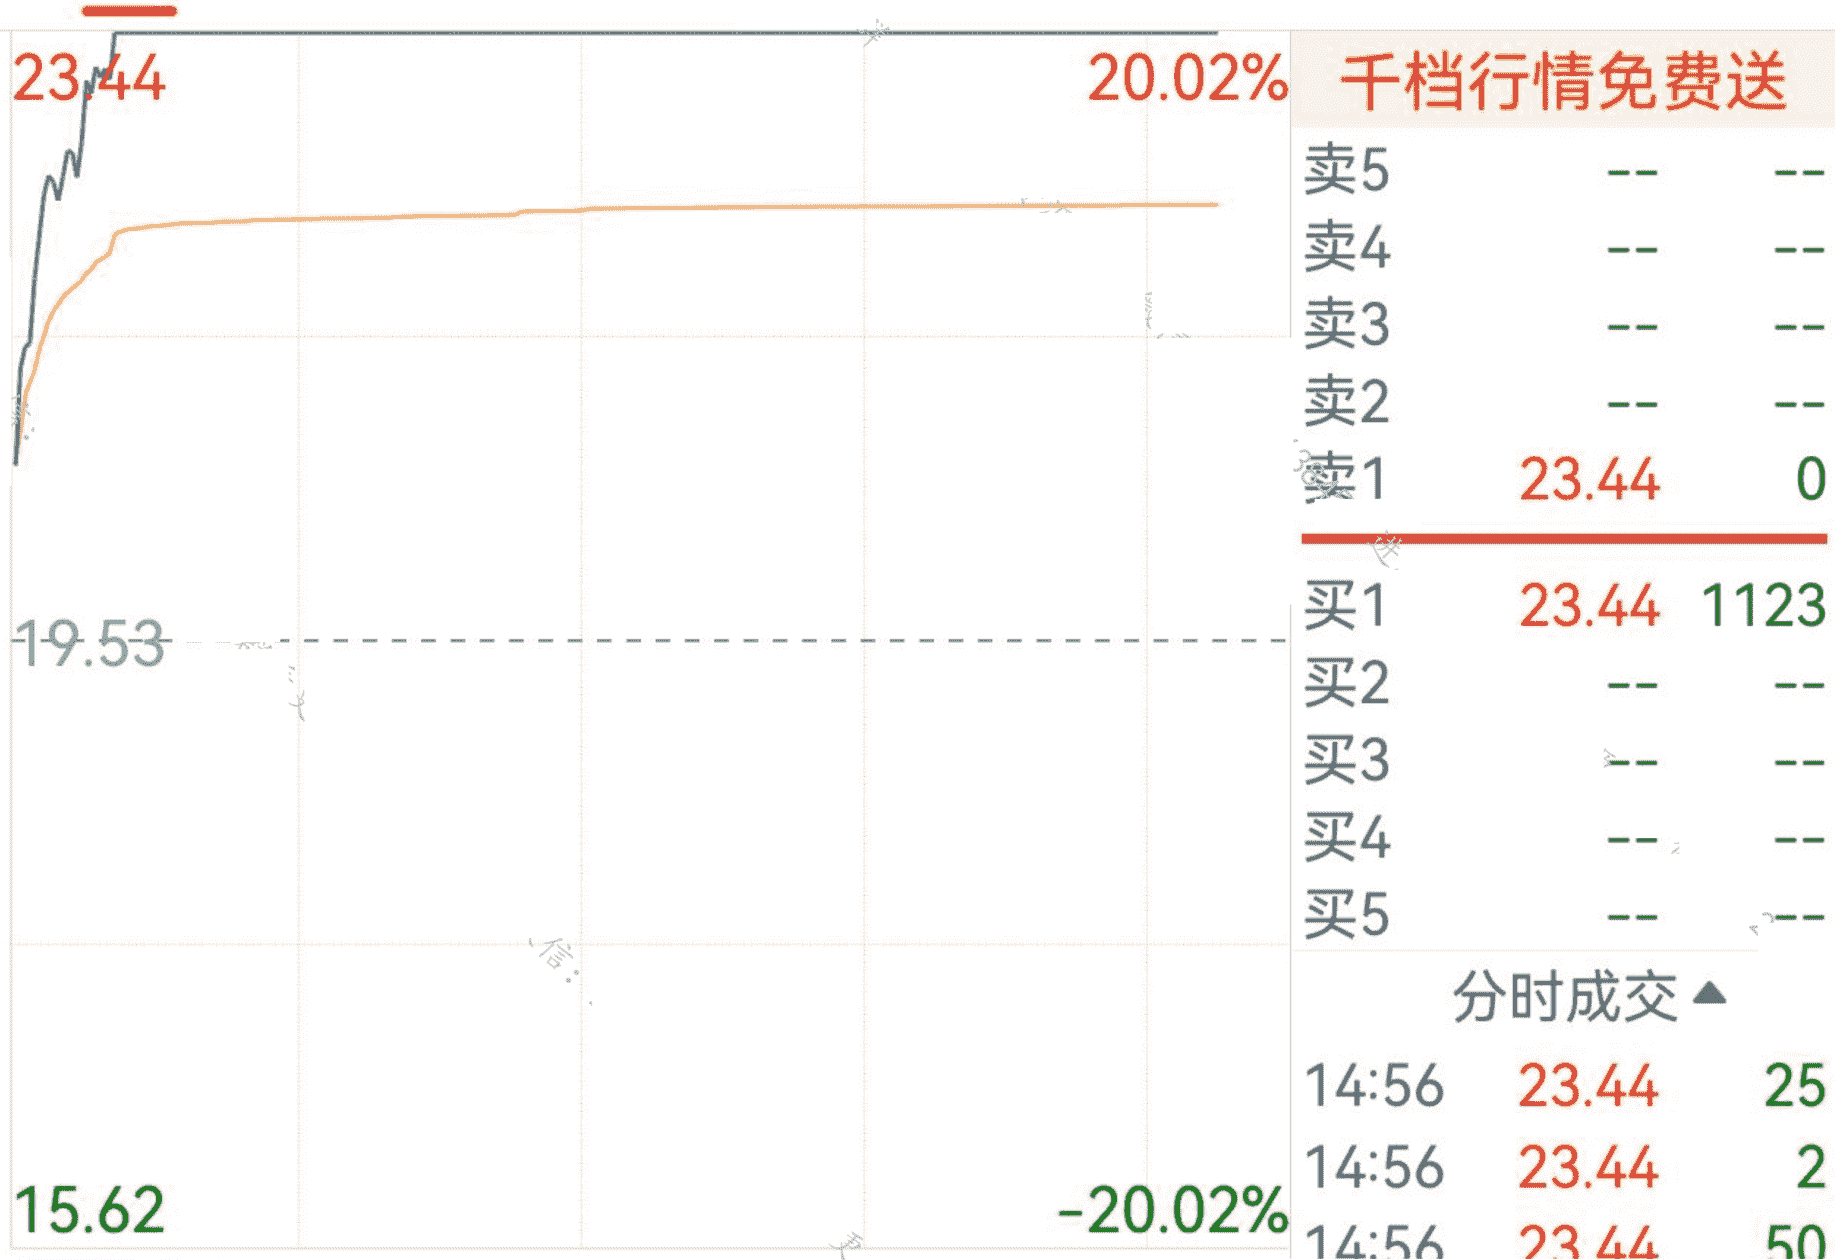 23.44 20.02%
19.53
15.62 -20.02%
千档行情免费送
卖5 -- --
卖4 -- --
卖3 -- --
卖2 -- --
卖1 23.44 0
买1 23.44 1123
买2 -- --
买3 -- --
买4 -- --
买5 -- --
分时成交▲
14:56 23.44 25
14:56 23.44 2
14:56 23.44 50